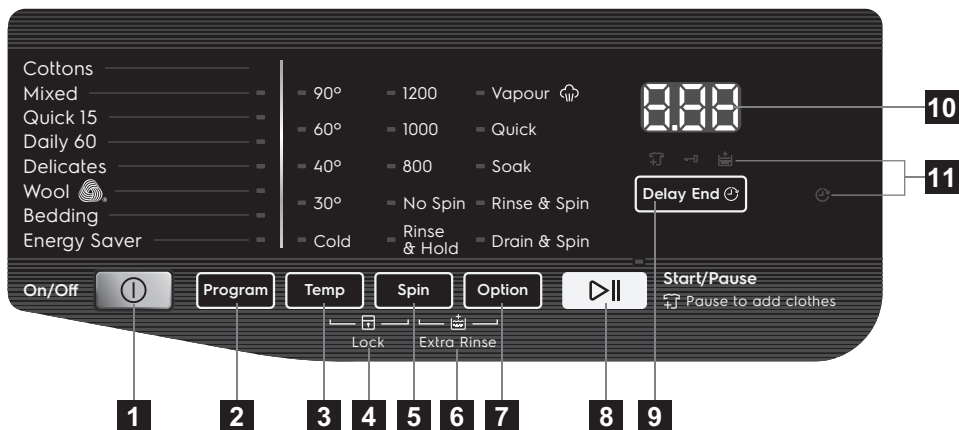 Cottons
Mixed
Quick 15
Daily 60
Delicates
Wool
Bedding
Energy Saver
90°
60°
40°
30°
Cold
1200
1000
800
No Spin
Rinse
& Hold
Vapour
Quick
Soak
Rinse & Spin
Drain & Spin
8.88
10
11
Delay End
On/Off
Program
Temp
Spin
Option
Start/Pause
Pause to add clothes
Lock
Extra Rinse
1
2
3
4
5
6
7
8
9